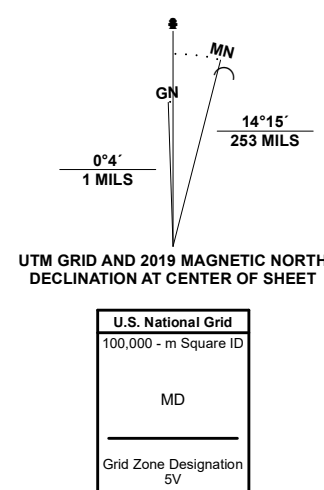 MN
GN
14°15´
253 MILS
0°4´
1 MILS
UTM GRID AND 2019 MAGNETIC NORTH
DECLINATION AT CENTER OF SHEET
U.S. National Grid
100,000 - m Square ID
MD
Grid Zone Designation
5V